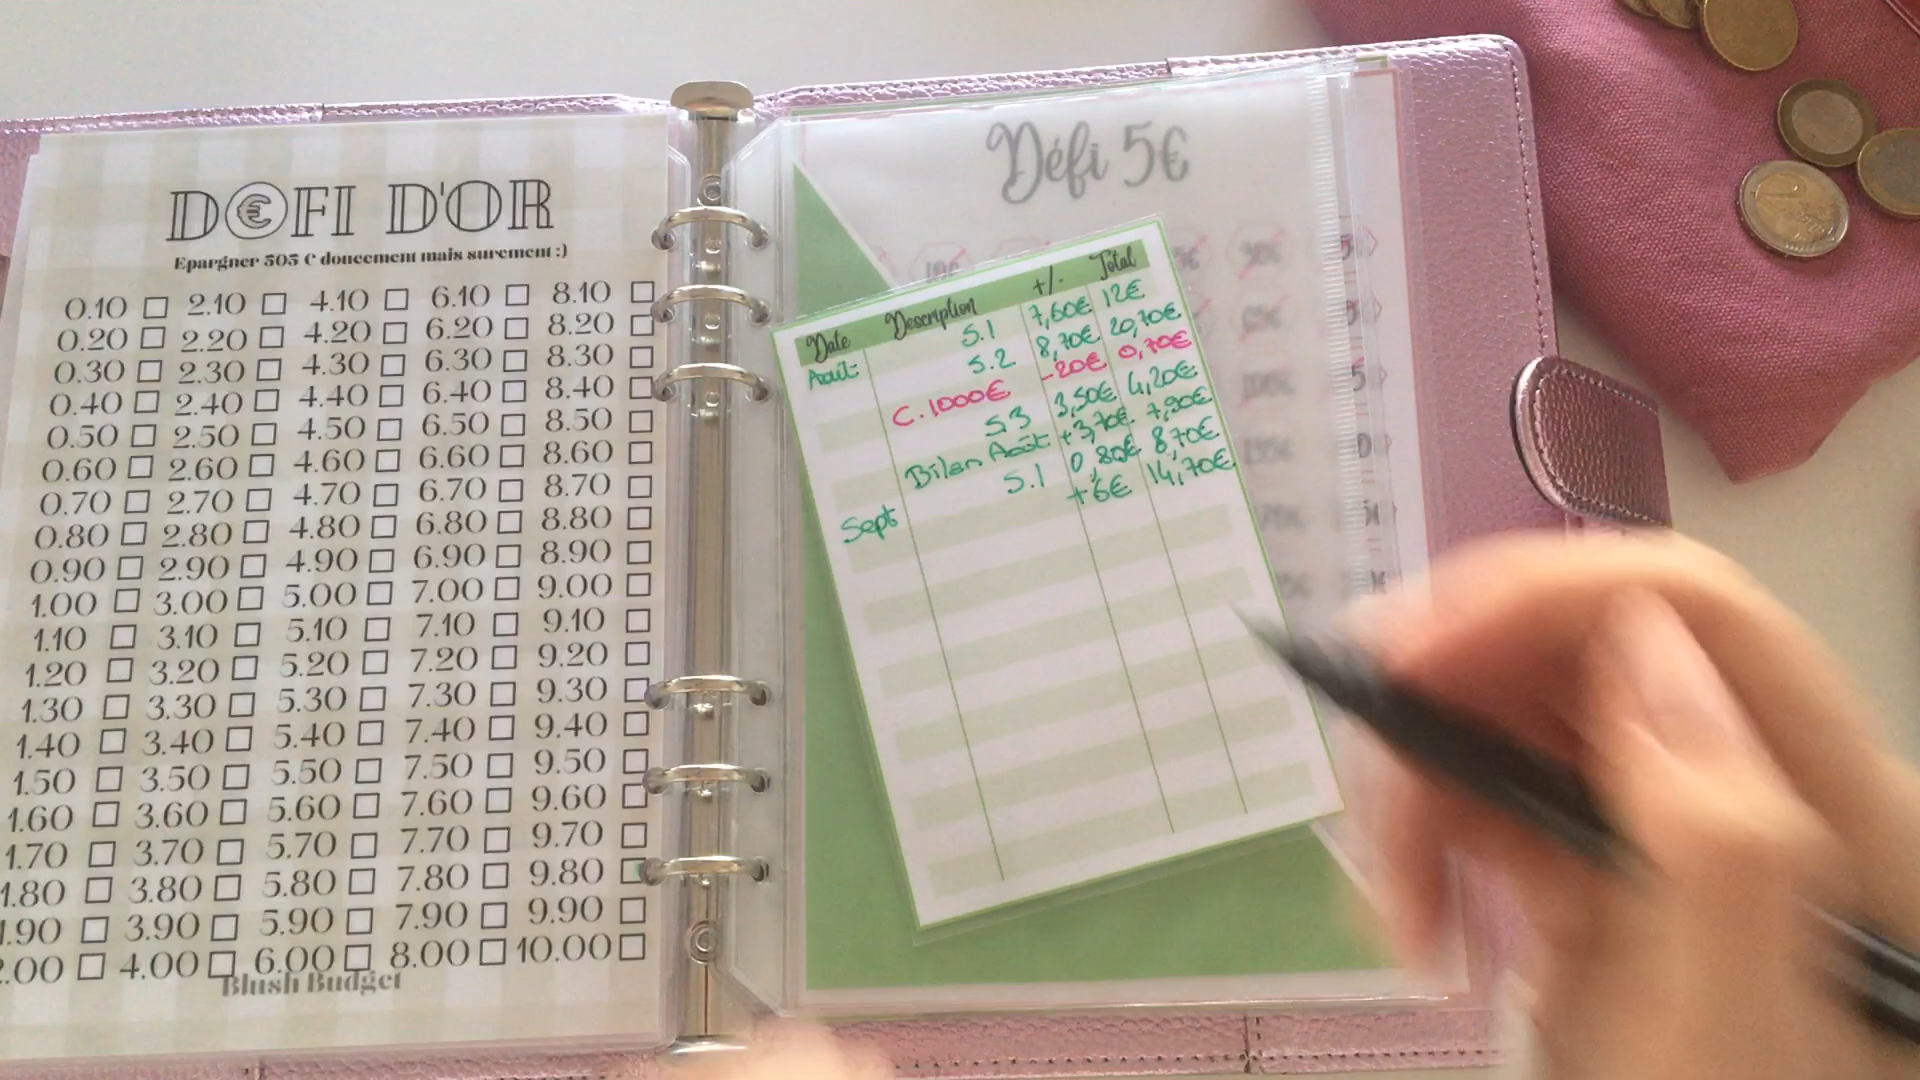 D€FI D'OR
Epargner 505 € doucement mais surement :)
0.10 2.10 4.10 6.10 8.10
0.20 2.20 4.20 6.20 8.20
0.30 2.30 4.30 6.30 8.30
0.40 2.40 4.40 6.40 8.40
0.50 2.50 4.50 6.50 8.50
0.60 2.60 4.60 6.60 8.60
0.70 2.70 4.70 6.70 8.70
0.80 2.80 4.80 6.80 8.80
0.90 2.90 4.90 6.90 8.90
1.00 3.00 5.00 7.00 9.00
1.10 3.10 5.10 7.10 9.10
1.20 3.20 5.20 7.20 9.20
1.30 3.30 5.30 7.30 9.30
1.40 3.40 5.40 7.40 9.40
1.50 3.50 5.50 7.50 9.50
1.60 3.60 5.60 7.60 9.60
1.70 3.70 5.70 7.70 9.70
1.80 3.80 5.80 7.80 9.80
1.90 3.90 5.90 7.90 9.90
.00 4.00 6.00 8.00 10.00
Blush Budget
Défi 5€
Date Description +/- Total
Août S.1 7,60€ 12€
S.2 8,70€ 20,70€
C.1000€ -20€ 0,70€
S3 3,50€ 4,20€
Bilan Août +3,70€ 7,90€
Sept S.1 0,80€ 8,70€
+6€ 14,70€